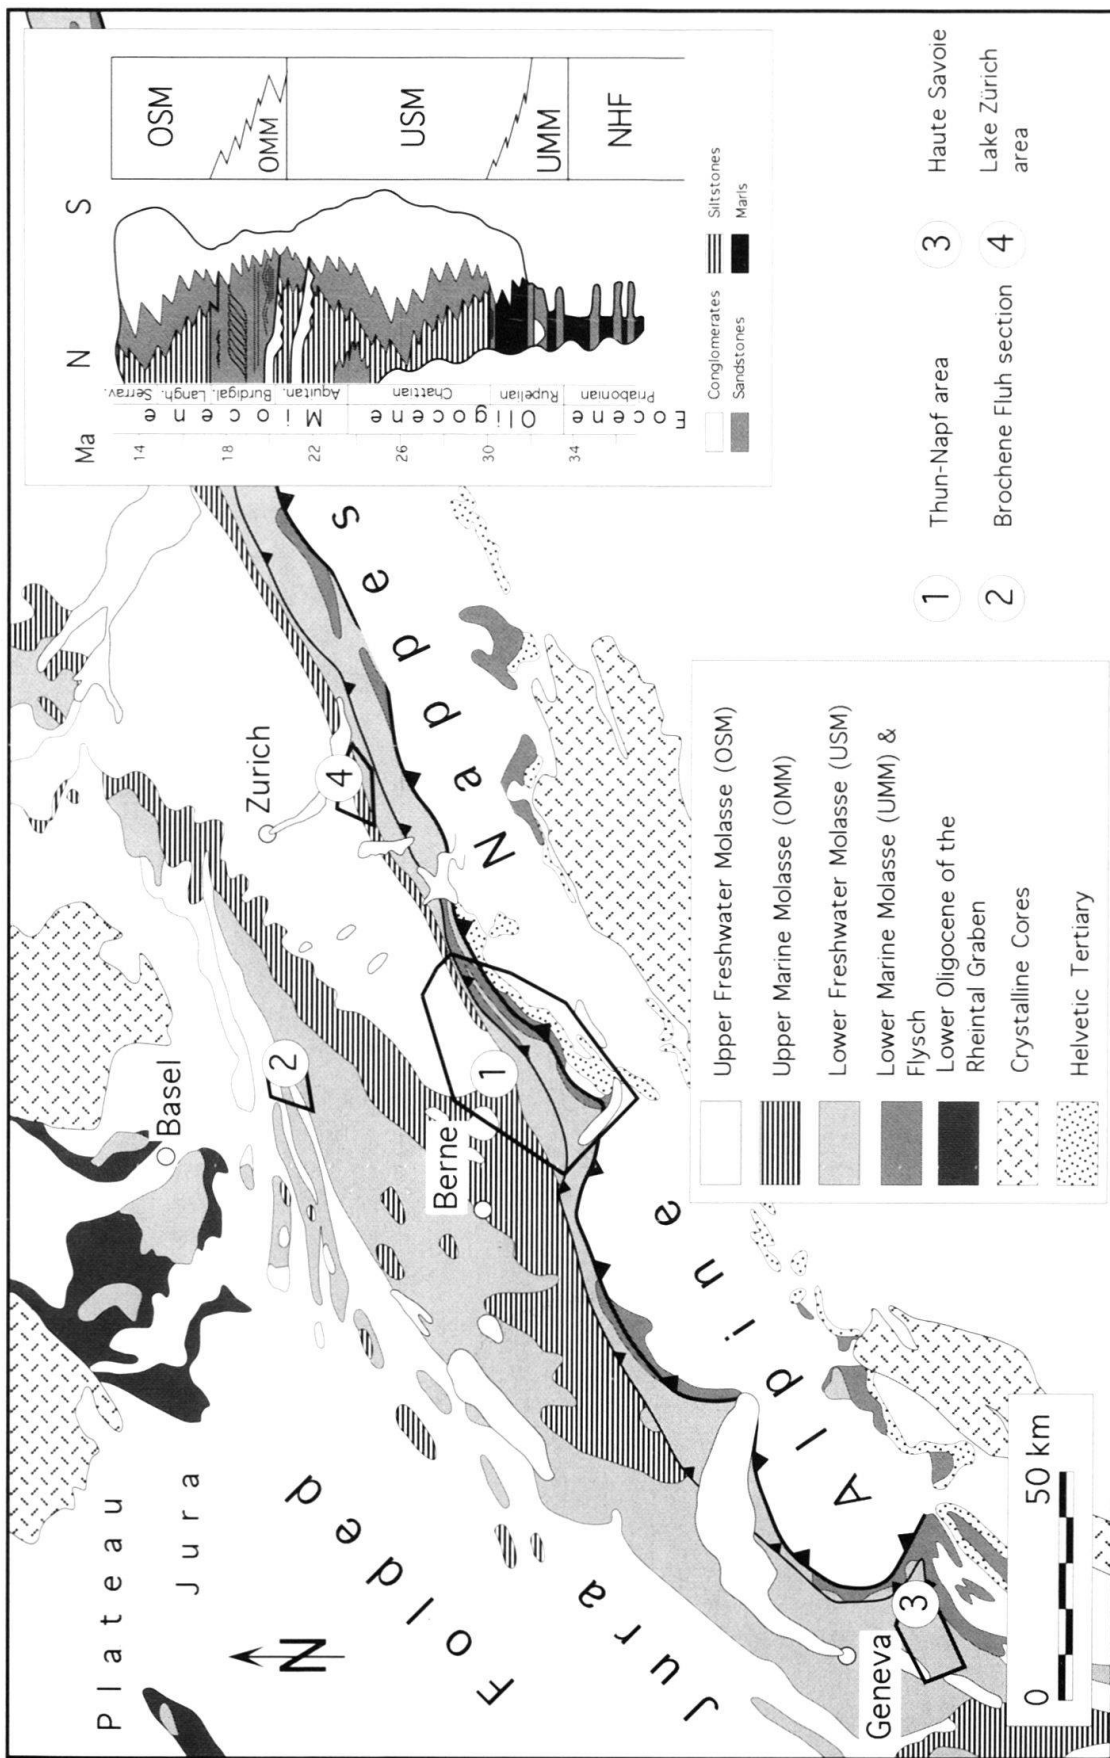 Plateau
Jura
Folded
Jura
N
Basel
Zurich
Berne
Geneva
Alpine
Nappes
1
2
3
4
0 50 km
N S
Ma
14
18
22
26
30
34
Miocene
Oligocene
Eocene
Serrav.
Langh.
Burdigal.
Aquitan.
Chattian
Rupelian
Priabonian
OSM
OMM
USM
UMM
NHF
Conglomerates
Sandstones
Siltstones
Marls
Upper Freshwater Molasse (OSM)
Upper Marine Molasse (OMM)
Lower Freshwater Molasse (USM)
Lower Marine Molasse (UMM) &
Flysch
Lower Oligocene of the
Rheintal Graben
Crystalline Cores
Helvetic Tertiary
1 Thun-Napf area
2 Brochene Fluh section
3 Haute Savoie
4 Lake Zürich
area